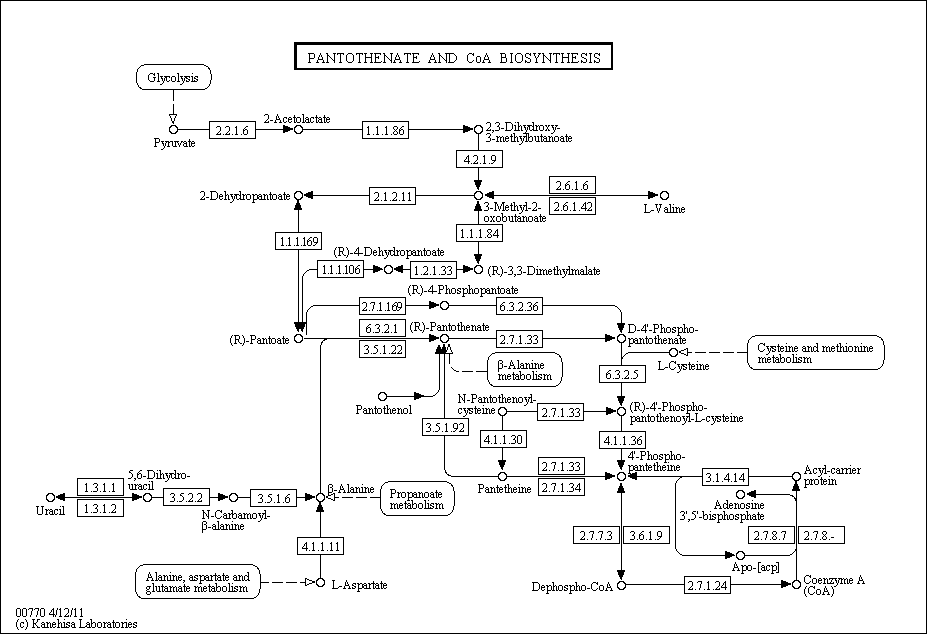 PANTOTHENATE AND CoA BIOSYNTHESIS
Glycolysis
2-Acetolactate
2,3-Dihydroxy-
3-methylbutanoate
2.2.1.6
1.1.1.86
Pyruvate
4.2.1.9
2.6.1.6
2-Dehydropantoate
2.1.2.11
2.6.1.42
3-Methyl-2-
oxobutanoate
L-Valine
1.1.1.84
1.1.1.169
(R)-4-Dehydropantoate
1.1.1.106
1.2.1.33
(R)-3,3-Dimethylmalate
(R)-4-Phosphopantoate
2.7.1.169
6.3.2.36
6.3.2.1
(R)-Pantothenate
D-4'-Phospho-
pantothenate
(R)-Pantoate
2.7.1.33
3.5.1.22
Cysteine and methionine
metabolism
β-Alanine
metabolism
L-Cysteine
6.3.2.5
Pantothenol
N-Pantothenoyl-
cysteine
2.7.1.33
(R)-4'-Phospho-
pantothenoyl-L-cysteine
3.5.1.92
4.1.1.30
4.1.1.36
4'-Phospho-
pantetheine
2.7.1.33
5,6-Dihydro-
uracil
1.3.1.1
3.5.2.2
3.5.1.6
β-Alanine
Pantetheine
2.7.1.34
3.1.4.14
Acyl-carrier
protein
Uracil
1.3.1.2
N-Carbamoyl-
β-alanine
Propanoate
metabolism
Adenosine
3',5'-bisphosphate
4.1.1.11
2.7.7.3
3.6.1.9
2.7.8.7
2.7.8.-
Apo-[acp]
Alanine, aspartate and
glutamate metabolism
L-Aspartate
Dephospho-CoA
2.7.1.24
Coenzyme A
(CoA)
00770 4/12/11
(c) Kanehisa Laboratories